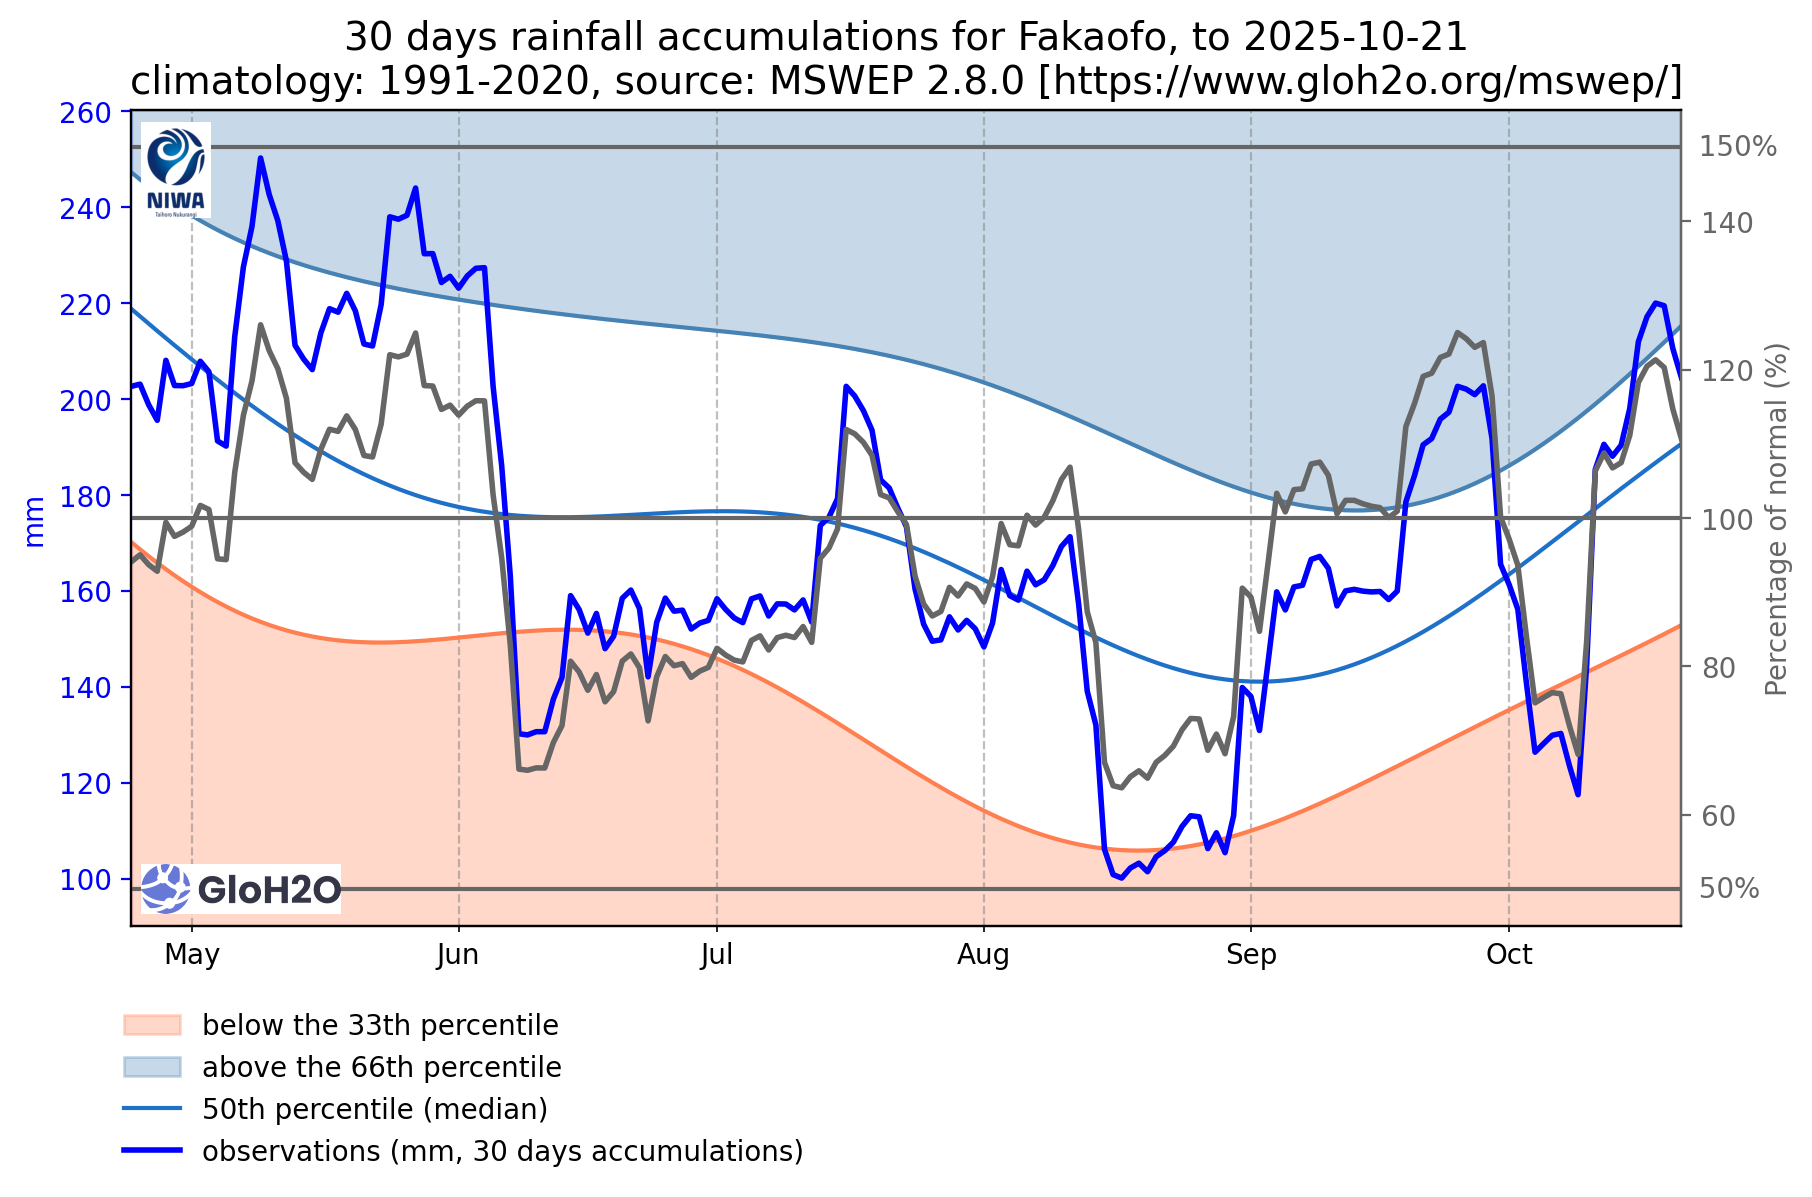 30 days rainfall accumulations for Fakaofo, to 2025-10-21
climatology: 1991-2020, source: MSWEP 2.8.0 [https://www.gloh2o.org/mswep/]
260
240
220
200
180
160
140
120
100
mm
NIWA
Taihoro Nukurangi
GloH2O
150%
140
120
100
80
60
50%
Percentage of normal (%)
May
Jun
Jul
Aug
Sep
Oct
below the 33th percentile
above the 66th percentile
50th percentile (median)
observations (mm, 30 days accumulations)